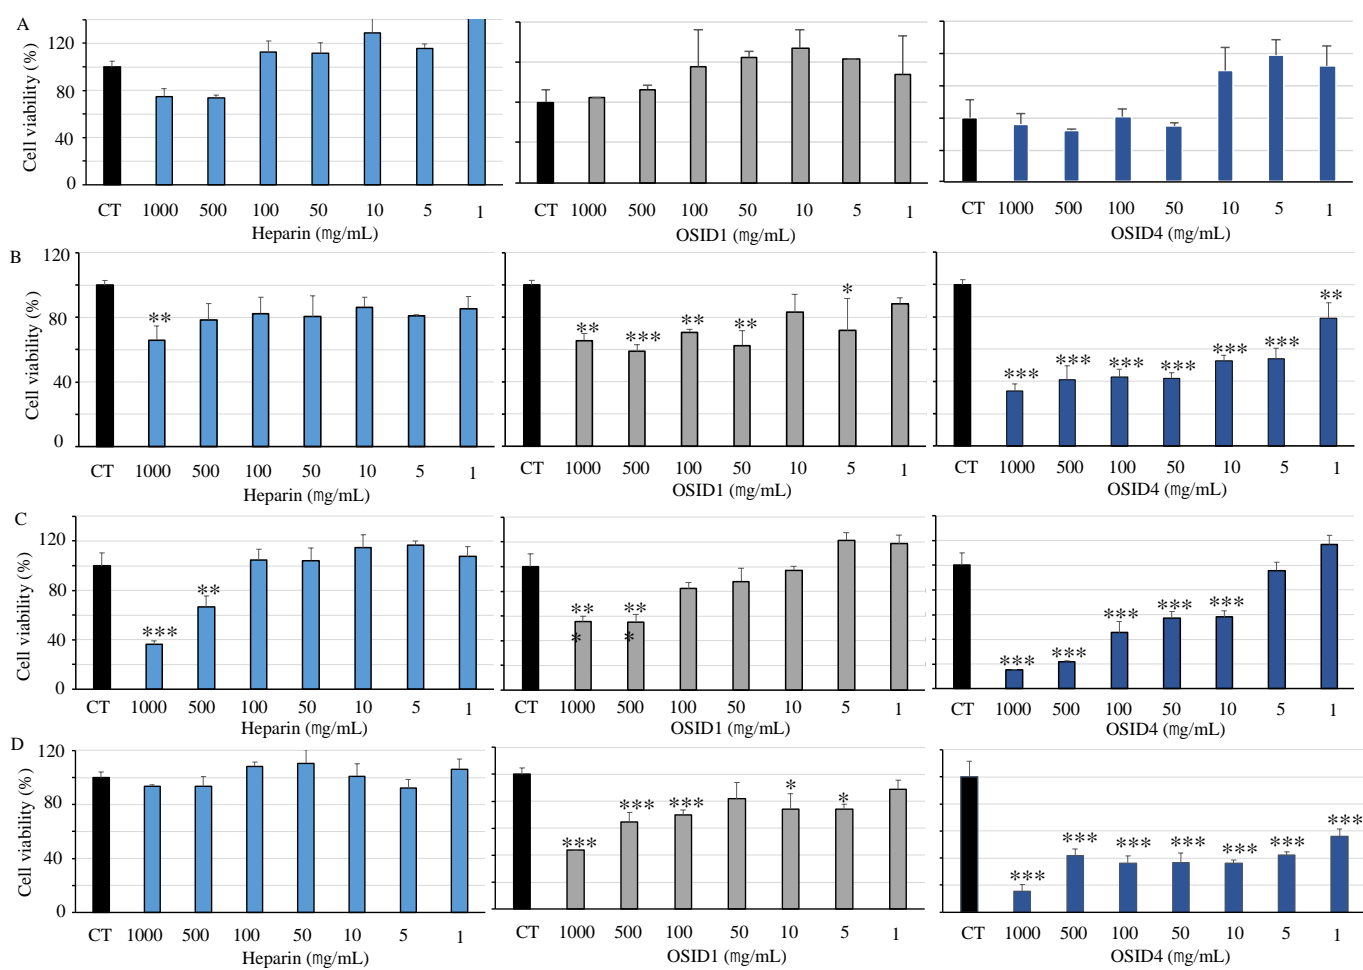 A
Cell viability (%)
120
80
40
0
CT 1000 500 100 50 10 5 1
Heparin (㎎/mL)
CT 1000 500 100 50 10 5 1
OSID1 (㎎/mL)
CT 1000 500 100 50 10 5 1
OSID4 (㎎/mL)
B
Cell viability (%)
120
80
40
0
**
CT 1000 500 100 50 10 5 1
Heparin (㎎/mL)
** *** ** ** *
CT 1000 500 100 50 10 5 1
OSID1 (㎎/mL)
*** *** *** *** *** *** **
CT 1000 500 100 50 10 5 1
OSID4 (㎎/mL)
C
Cell viability (%)
120
80
40
0
*** **
CT 1000 500 100 50 10 5 1
Heparin (㎎/mL)
** **
* *
CT 1000 500 100 50 10 5 1
OSID1 (㎎/mL)
*** *** *** *** ***
CT 1000 500 100 50 10 5 1
OSID4 (㎎/mL)
D
Cell viability (%)
120
80
40
0
CT 1000 500 100 50 10 5 1
Heparin (㎎/mL)
*** *** *** * *
CT 1000 500 100 50 10 5 1
OSID1 (㎎/mL)
*** *** *** *** *** *** ***
CT 1000 500 100 50 10 5 1
OSID4 (㎎/mL)